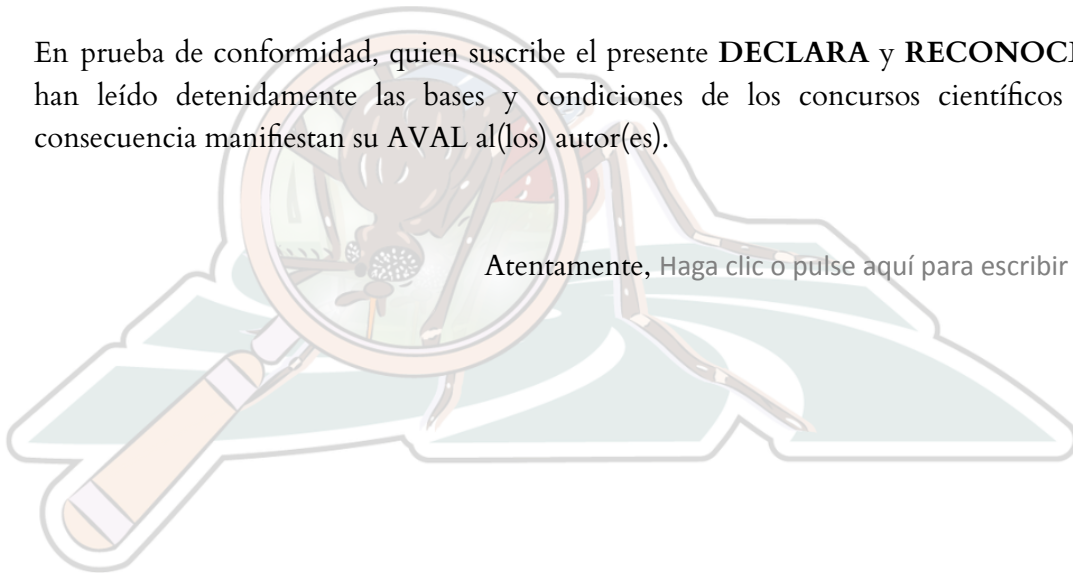 En prueba de conformidad, quien suscribe el presente DECLARA y RECONOCE
han leído detenidamente las bases y condiciones de los concursos científicos
consecuencia manifiestan su AVAL al(los) autor(es).
Atentamente, Haga clic o pulse aquí para escribir